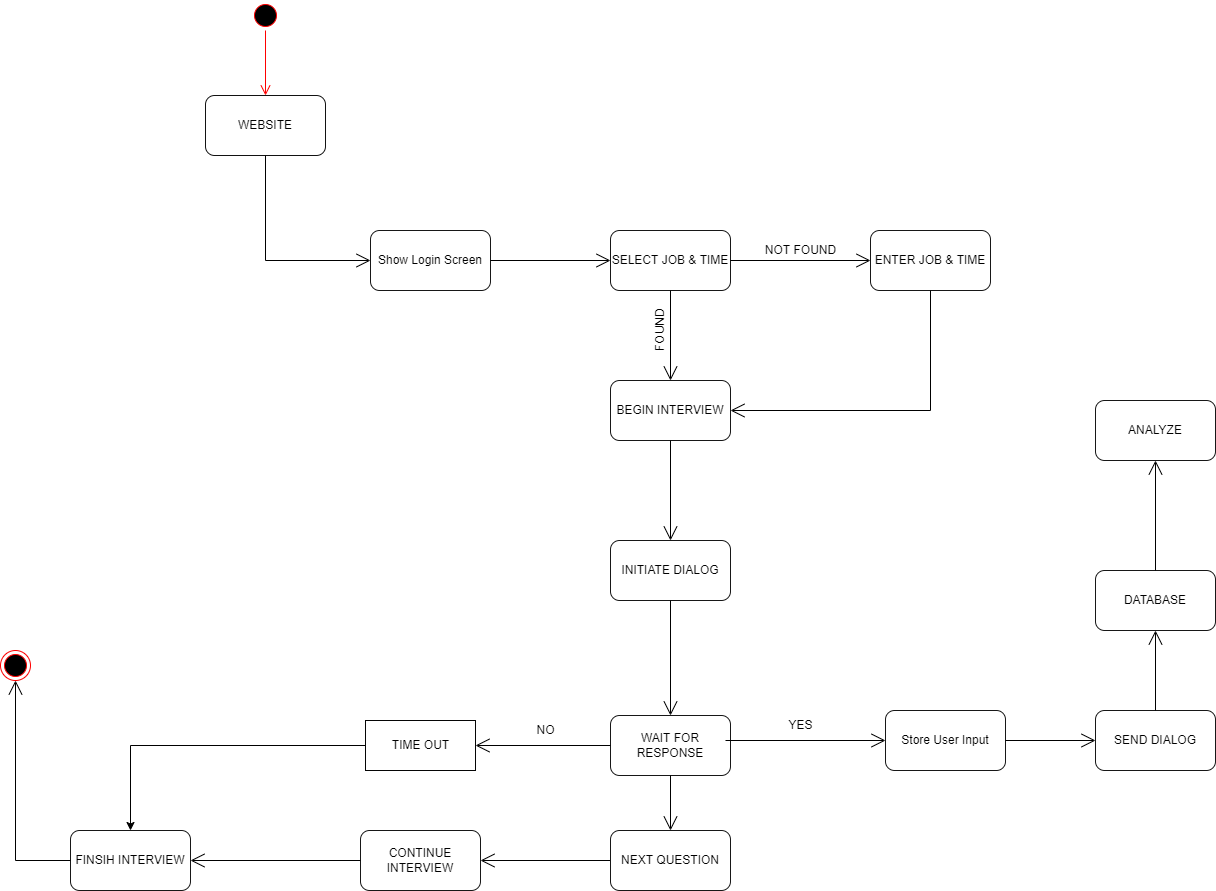 WEBSITE
Show Login Screen
SELECT JOB & TIME
NOT FOUND
ENTER JOB & TIME
FOUND
BEGIN INTERVIEW
ANALYZE
INITIATE DIALOG
DATABASE
TIME OUT
NO
WAIT FOR
RESPONSE
YES
Store User Input
SEND DIALOG
FINSIH INTERVIEW
CONTINUE
INTERVIEW
NEXT QUESTION